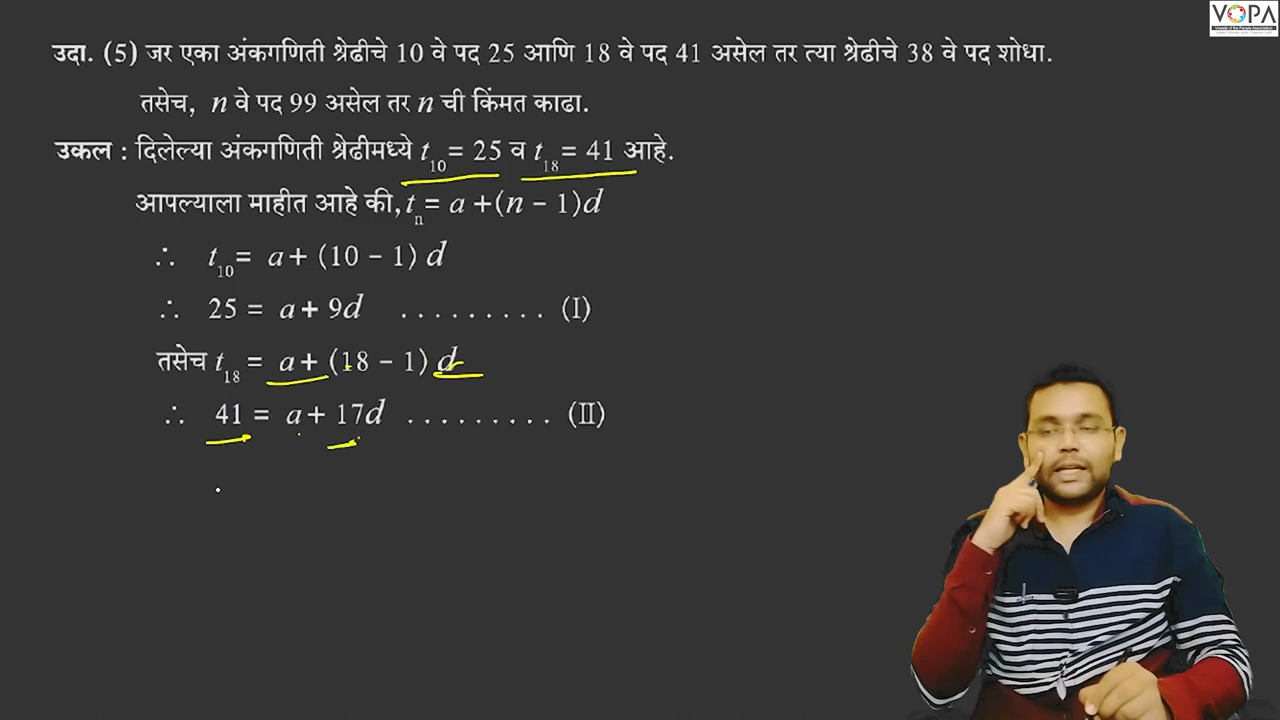 VOPA
उदा. (5) जर एका अंकगणिती श्रेढीचे 10 वे पद 25 आणि 18 वे पद 41 असेल तर त्या श्रेढीचे 38 वे पद शोधा.
तसेच, n वे पद 99 असेल तर n ची किंमत काढा.
उकल : दिलेल्या अंकगणिती श्रेढीमध्ये t₁₀ = 25 व t₁₈ = 41 आहे.
आपल्याला माहीत आहे की, tₙ = a + (n − 1)d
∴ t₁₀ = a + (10 − 1) d
∴ 25 = a + 9d ......... (I)
तसेच t₁₈ = a + (18 − 1) d
∴ 41 = a + 17d ......... (II)